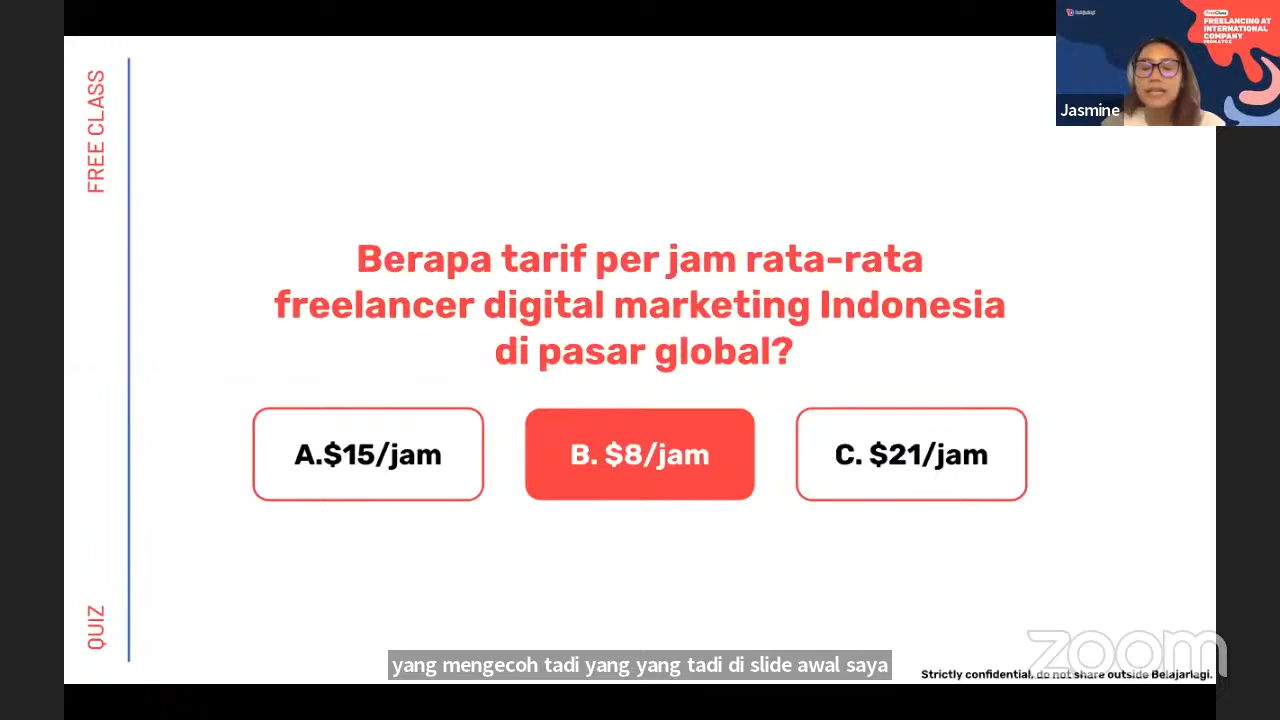 FREE CLASS
QUIZ
Berapa tarif per jam rata-rata
freelancer digital marketing Indonesia
di pasar global?
A.$15/jam
B. $8/jam
C. $21/jam
yang mengecoh tadi yang yang tadi di slide awal saya
zoom
Strictly confidential, do not share outside Belajarlagi.
FreeClass
FREELANCING AT
INTERNATIONAL
COMPANY
Jasmine